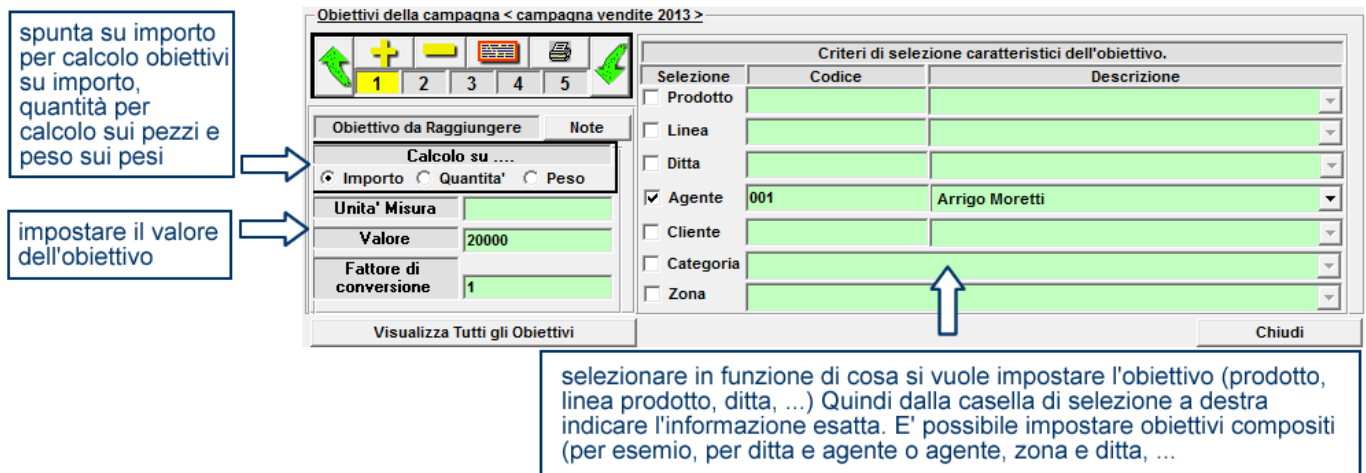 Obiettivi della campagna < campagna vendite 2013 >
spunta su importo
per calcolo obiettivi
su importo,
quantità per
calcolo sui pezzi e
peso sui pesi
impostare il valore
dell'obiettivo
1 2 3 4 5
Obiettivo da Raggiungere Note
Calcolo su ....
Importo Quantita' Peso
Unita' Misura
Valore 20000
Fattore di
conversione 1
Visualizza Tutti gli Obiettivi
Criteri di selezione caratteristici dell'obiettivo.
Selezione Codice Descrizione
Prodotto
Linea
Ditta
Agente 001 Arrigo Moretti
Cliente
Categoria
Zona
Chiudi
selezionare in funzione di cosa si vuole impostare l'obiettivo (prodotto,
linea prodotto, ditta, ...) Quindi dalla casella di selezione a destra
indicare l'informazione esatta. E' possibile impostare obiettivi compositi
(per esemio, per ditta e agente o agente, zona e ditta, ...